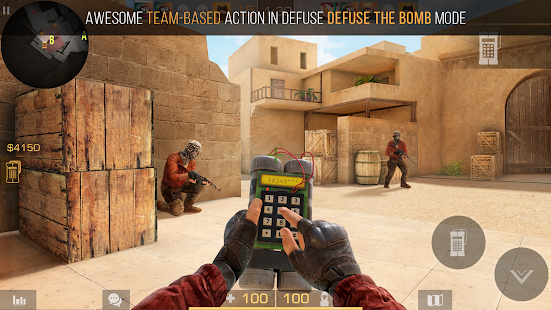 AWESOME TEAM-BASED ACTION IN DEFUSE DEFUSE THE BOMB MODE
B
A
$4150
100
100